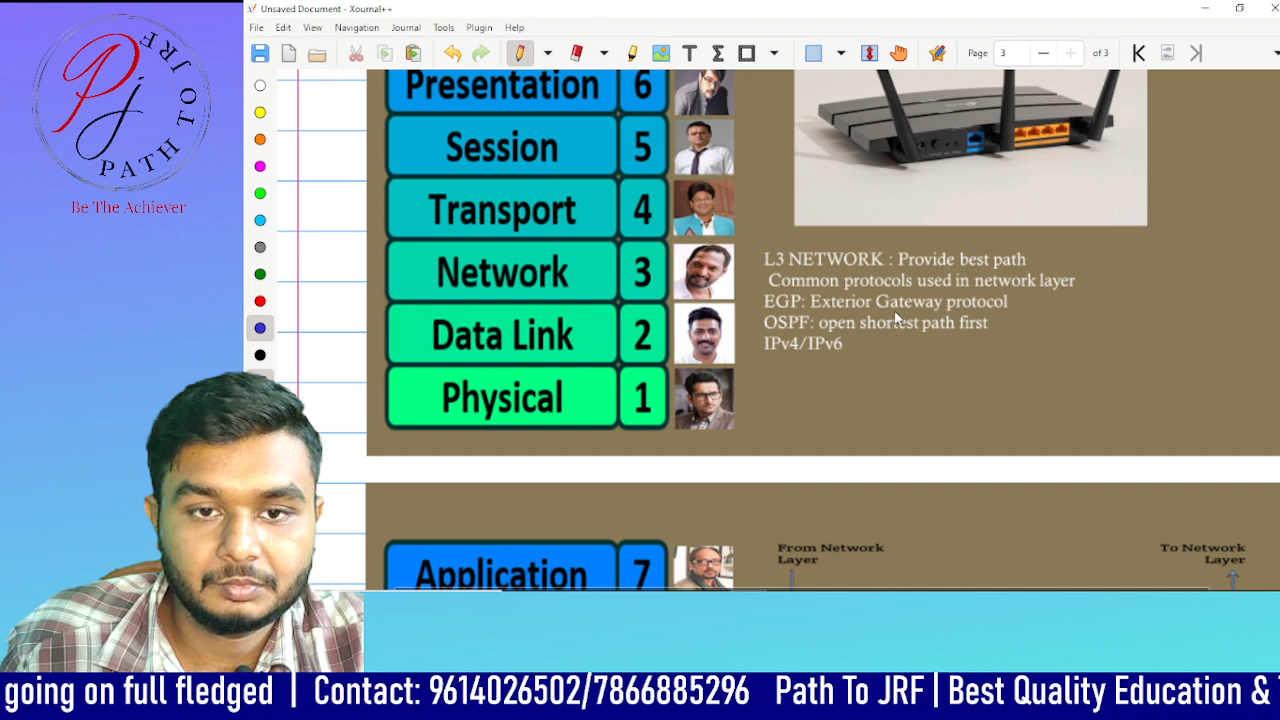 Unsaved Document - Xournal++
File Edit View Navigation Journal Tools Plugin Help
Page 3 of 3
PJ
PATH TO JRF
Be The Achiever
Presentation 6
Session 5
Transport 4
Network 3
Data Link 2
Physical 1
L3 NETWORK : Provide best path
Common protocols used in network layer
EGP: Exterior Gateway protocol
OSPF: open shortest path first
IPv4/IPv6
Application 7
From Network
Layer
To Network
Layer
going on full fledged | Contact: 9614026502/7866885296 Path To JRF | Best Quality Education &